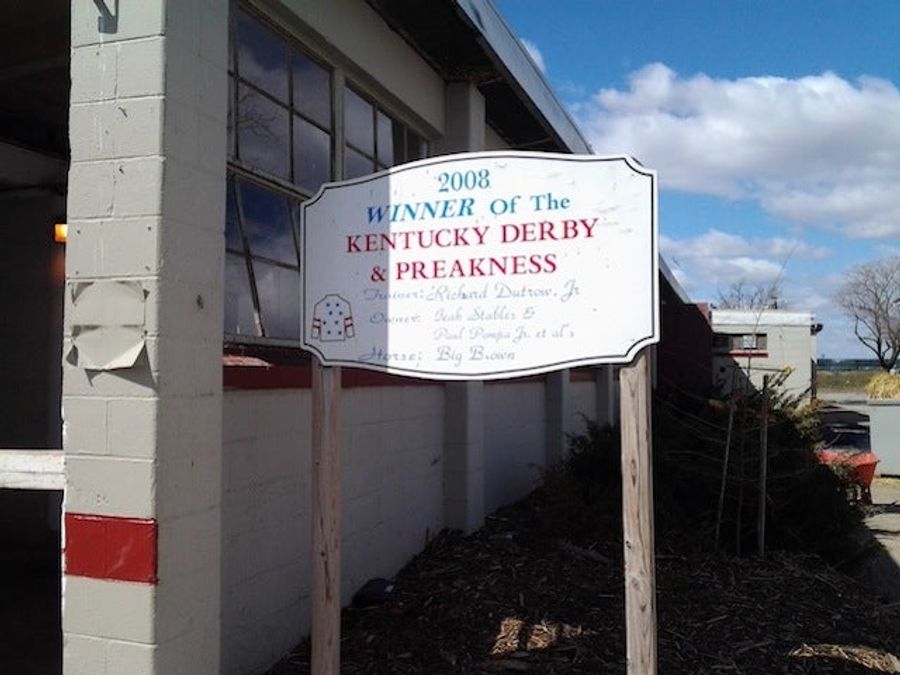 2008
WINNER Of The
KENTUCKY DERBY
& PREAKNESS
Trainer: Richard Dutrow, Jr
Owner: Ieah Stables &
Paul Pompa Jr. et al's
Horse: Big Brown